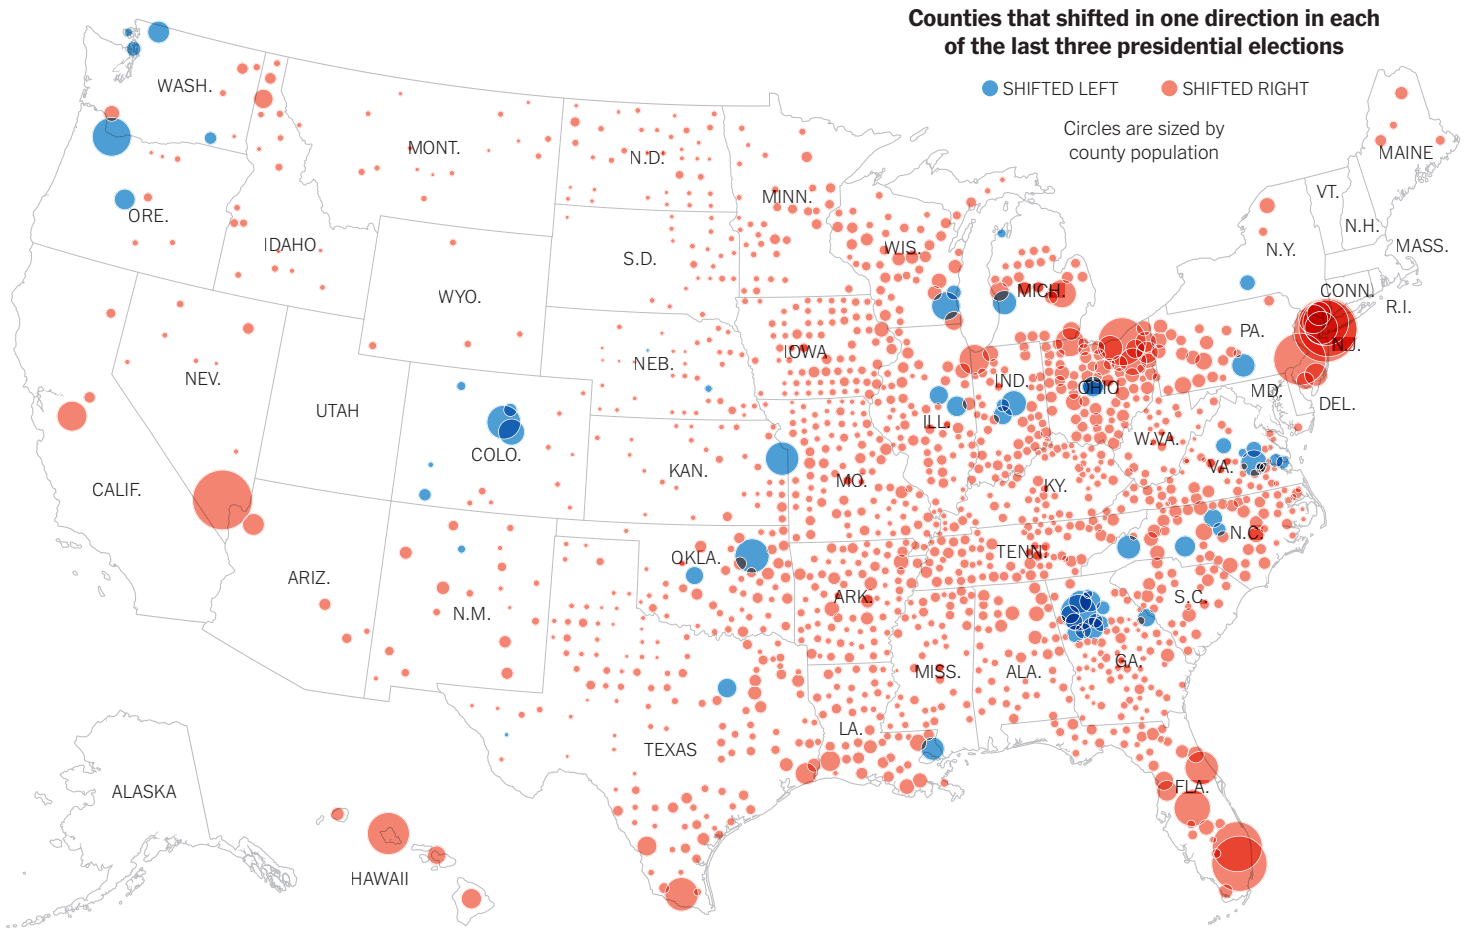 Counties that shifted in one direction in each
of the last three presidential elections
SHIFTED LEFT
SHIFTED RIGHT
Circles are sized by
county population
WASH.
MONT.
N.D.
MINN.
MAINE
VT.
N.H.
ORE.
IDAHO
S.D.
WIS.
N.Y.
MASS.
WYO.
MICH.
CONN.
R.I.
NEV.
NEB.
IOWA
PA.
N.J.
UTAH
IND.
OHIO
MD.
DEL.
COLO.
ILL.
W.VA.
CALIF.
KAN.
MO.
KY.
VA.
ARIZ.
N.M.
OKLA.
TENN.
N.C.
ARK.
S.C.
MISS.
ALA.
GA.
TEXAS
LA.
ALASKA
FLA.
HAWAII